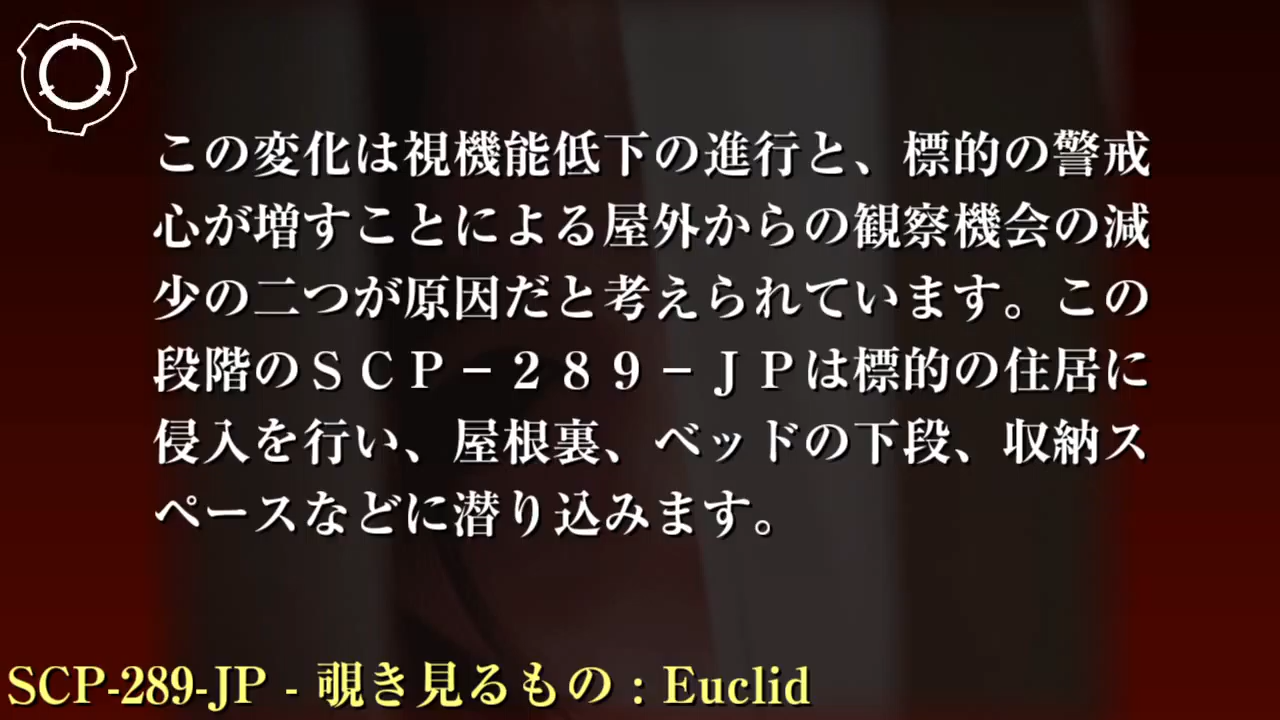 この変化は視機能低下の進行と、標的の警戒
心が増すことによる屋外からの観察機会の減
少の二つが原因だと考えられています。この
段階のＳＣＰ－２８９－ＪＰは標的の住居に
侵入を行い、屋根裏、ベッドの下段、収納ス
ペースなどに潜り込みます。
SCP-289-JP - 覗き見るもの : Euclid